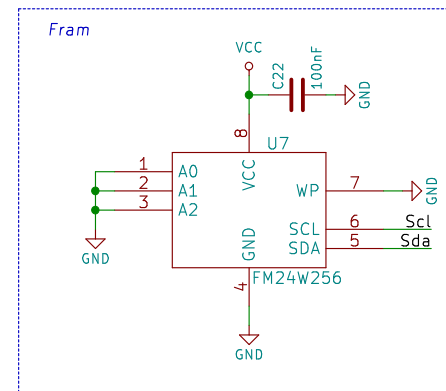 Fram
VCC
C22
100nF
GND
8
U7
1
A0
VCC
2
A1
WP
7
GND
3
A2
SCL
6
Scl
GND
SDA
5
Sda
GND
FM24W256
4
GND